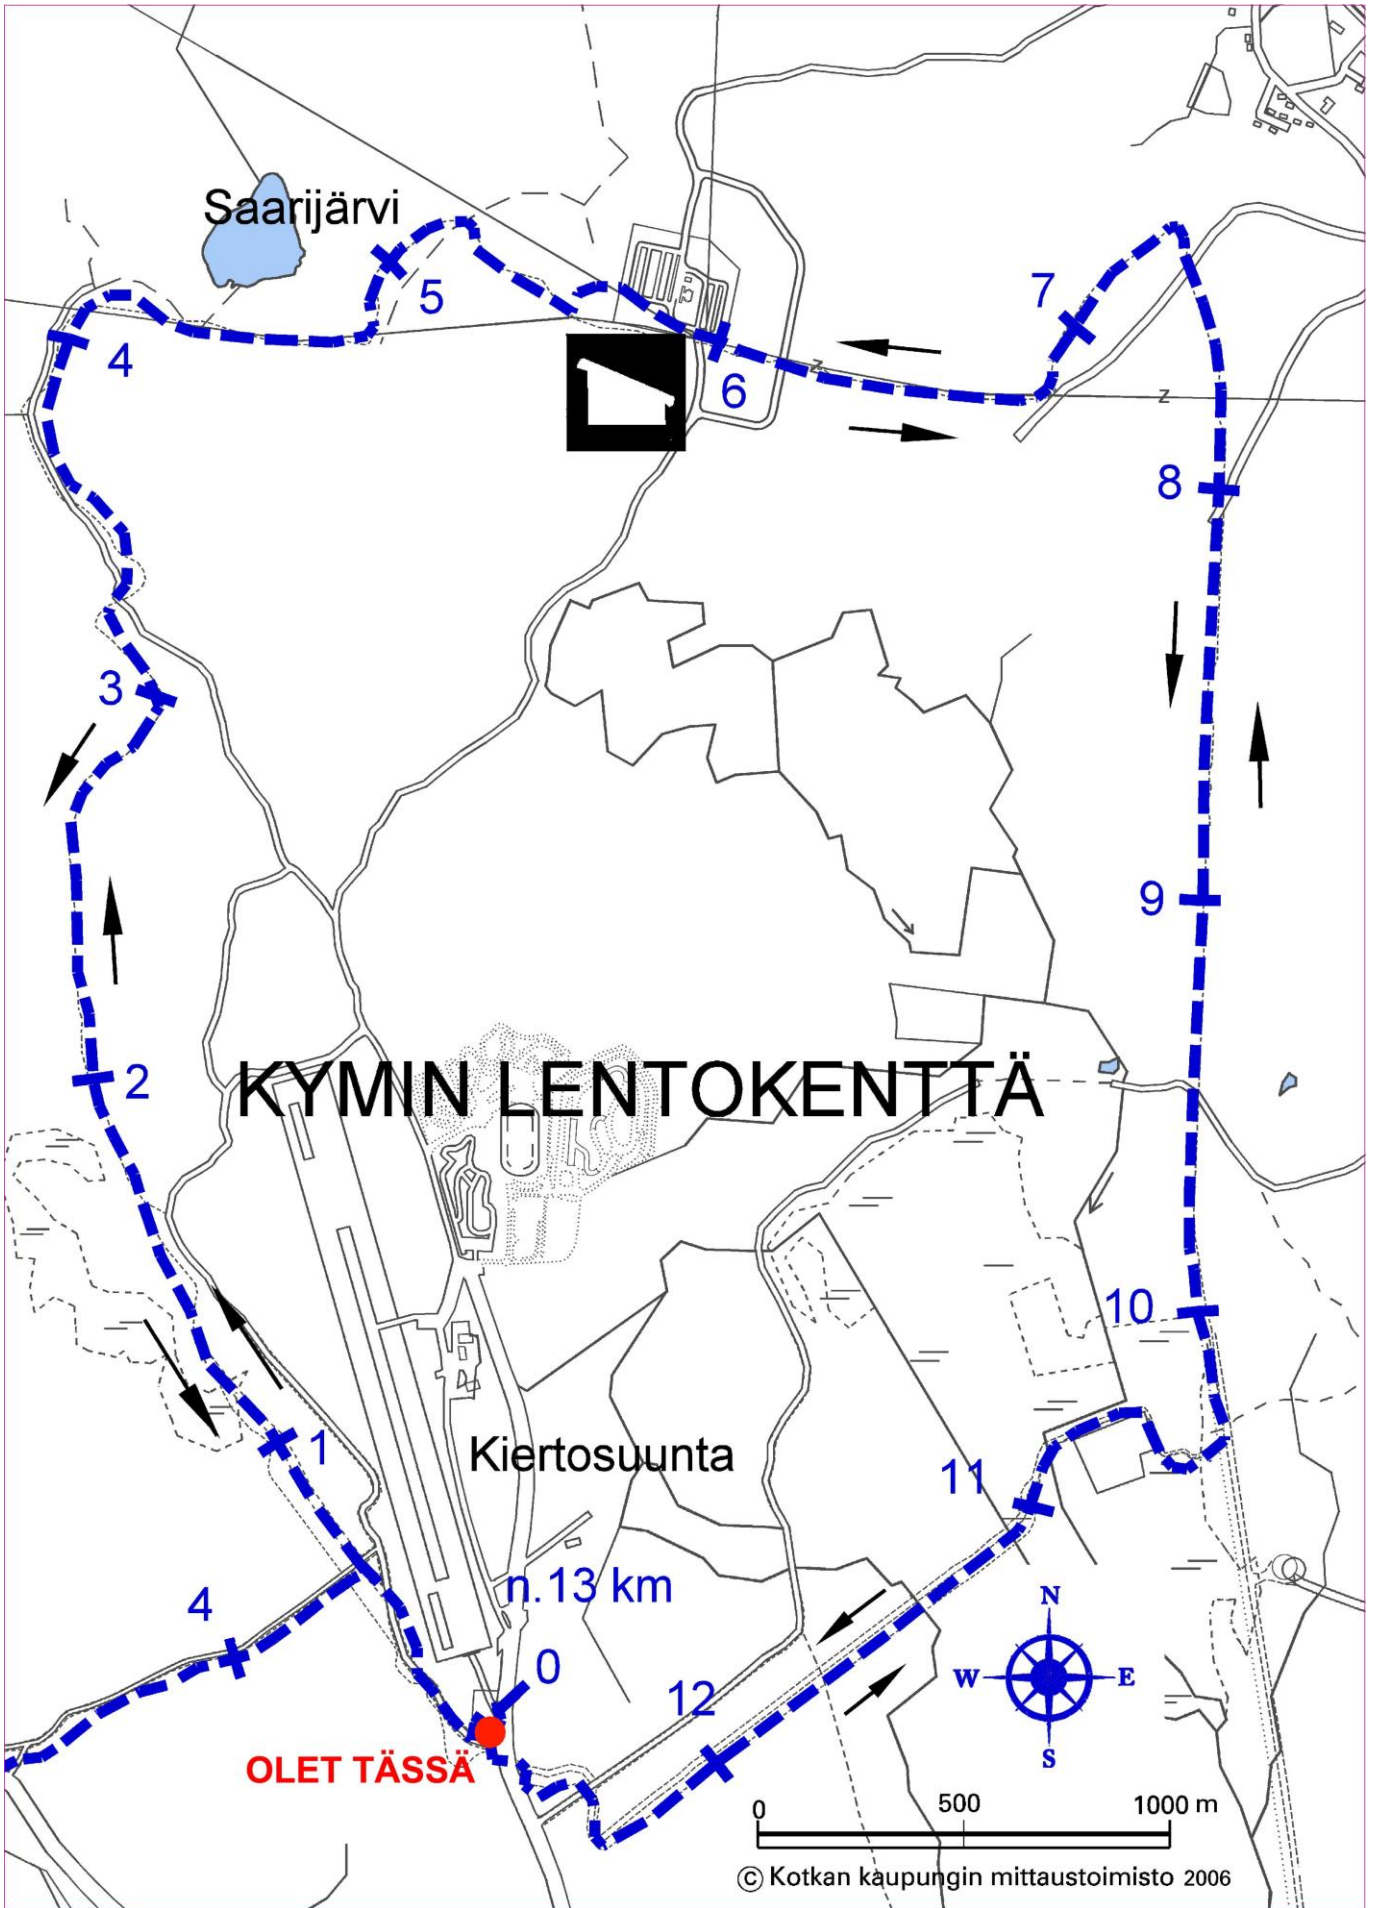 Saarijärvi
5
7
4
6
8
3
9
KYMIN LENTOKENTTÄ
2
10
1
Kiertosuunta
11
n.13 km
4
N
0
W
E
12
S
OLET TÄSSÄ
0 500 1000 m
© Kotkan kaupungin mittaustoimisto 2006
z
z